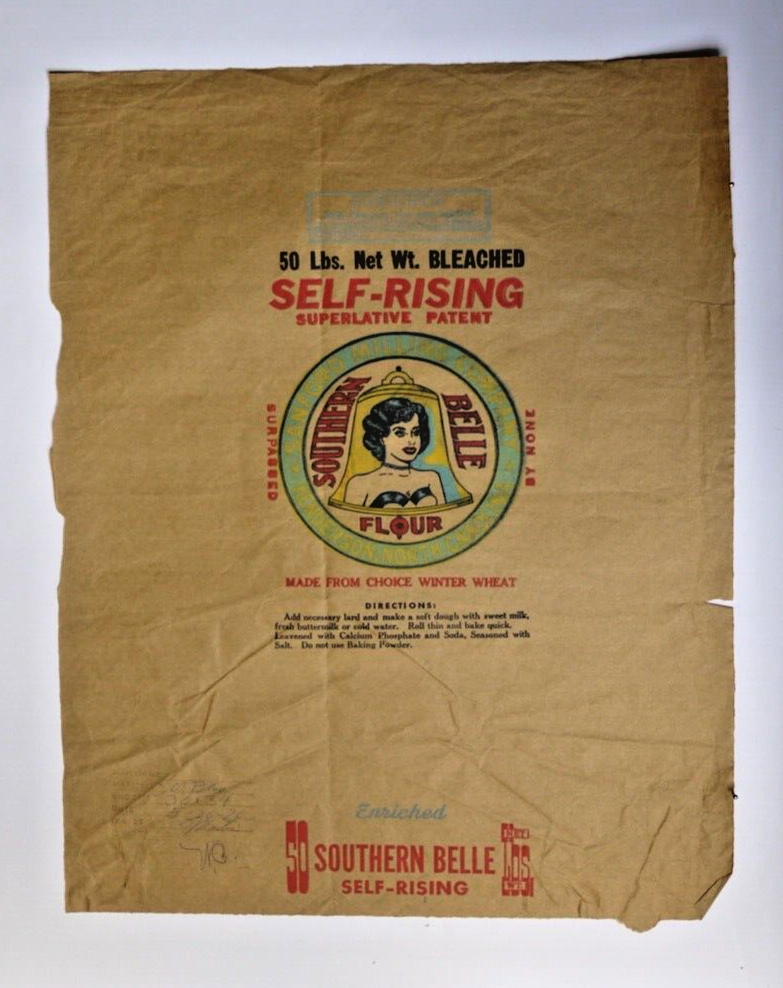 50 Lbs. Net Wt. BLEACHED
SELF-RISING
SUPERLATIVE PATENT
SURPASSED
BY NONE
SOUTHERN
BELLE
FLOUR
MADE FROM CHOICE WINTER WHEAT
DIRECTIONS:
Add necessary lard and make a soft dough with sweet milk,
fresh buttermilk or cold water. Roll thin and bake quick.
Leavened with Calcium Phosphate and Soda, Seasoned with
Salt. Do not use Baking Powder.
Enriched
50 SOUTHERN BELLE Lbs.
SELF-RISING